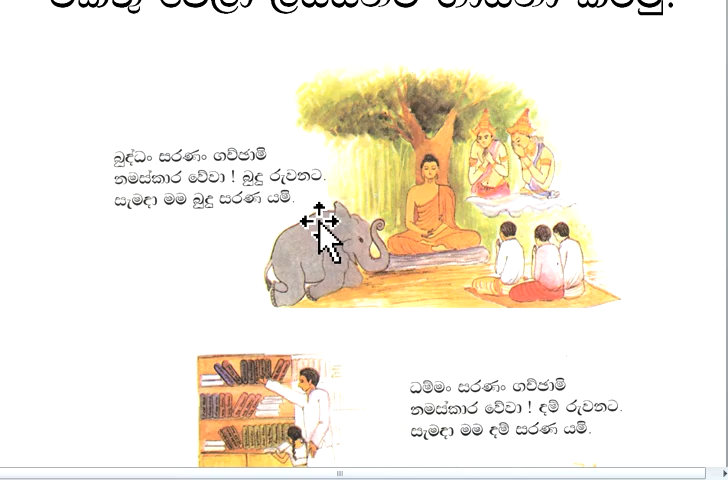 බුද්ධං සරණං ගච්ඡාමි
නමස්කාර වේවා ! බුදු රුවනට.
සැමදා මම බුදු සරණ යමි.
ධම්මං සරණං ගච්ඡාමි
නමස්කාර වේවා ! දම් රුවනට.
සැමදා මම දම් සරණ යමි.